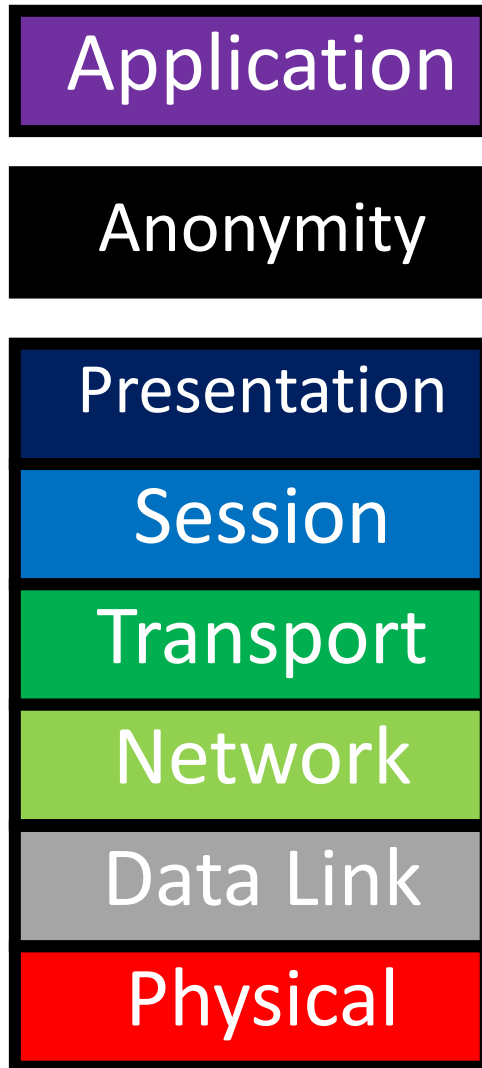 Application
Anonymity
Presentation
Session
Transport
Network
Data Link
Physical